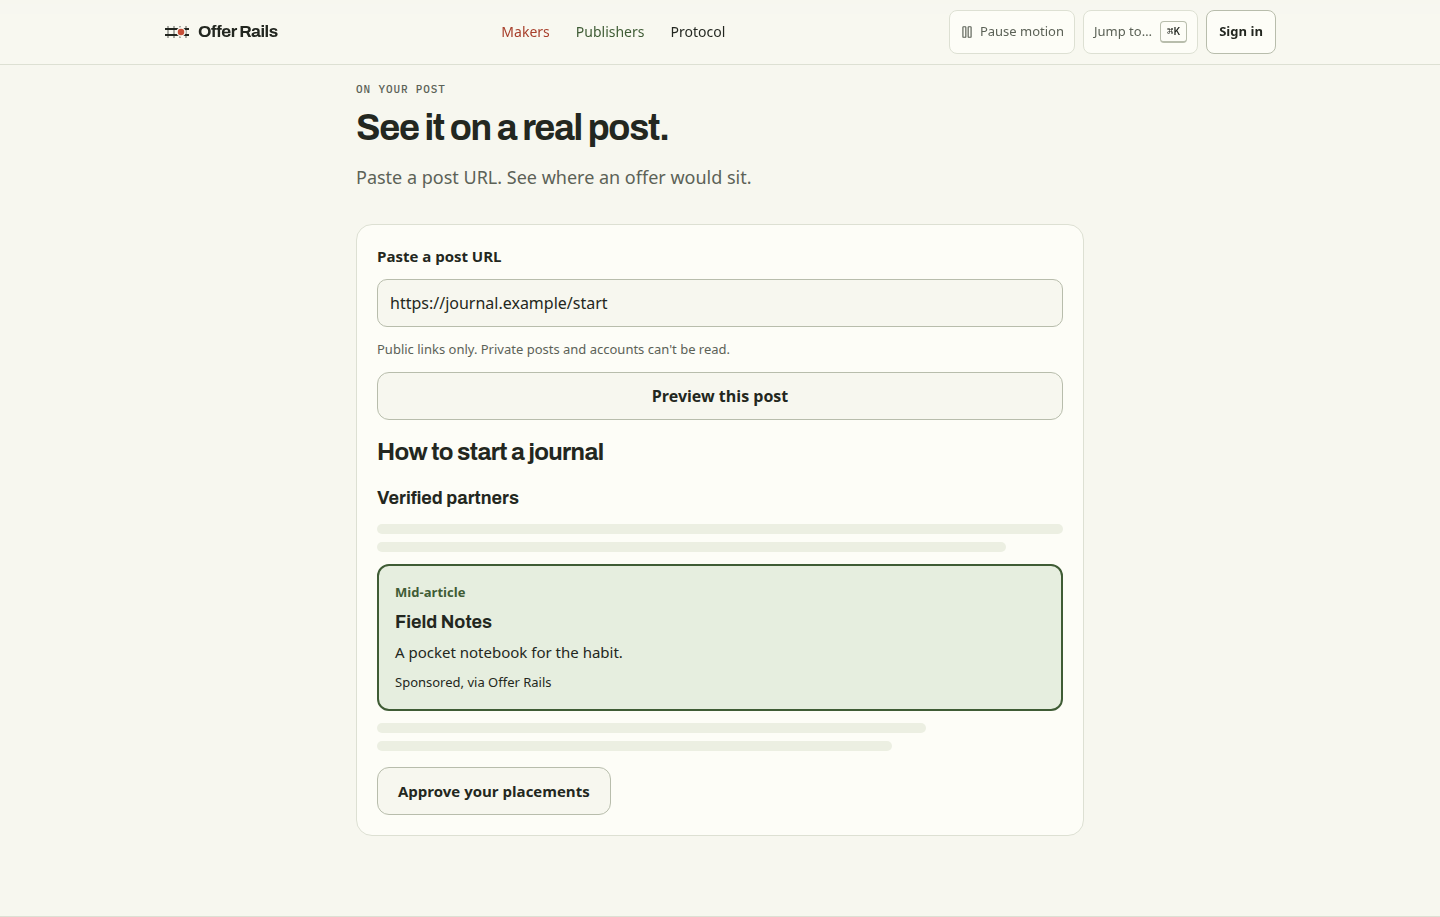 Offer Rails
Makers
Publishers
Protocol
Pause motion
Jump to...
⌘K
Sign in
ON YOUR POST
See it on a real post.
Paste a post URL. See where an offer would sit.
Paste a post URL
https://journal.example/start
Public links only. Private posts and accounts can't be read.
Preview this post
How to start a journal
Verified partners
Mid-article
Field Notes
A pocket notebook for the habit.
Sponsored, via Offer Rails
Approve your placements